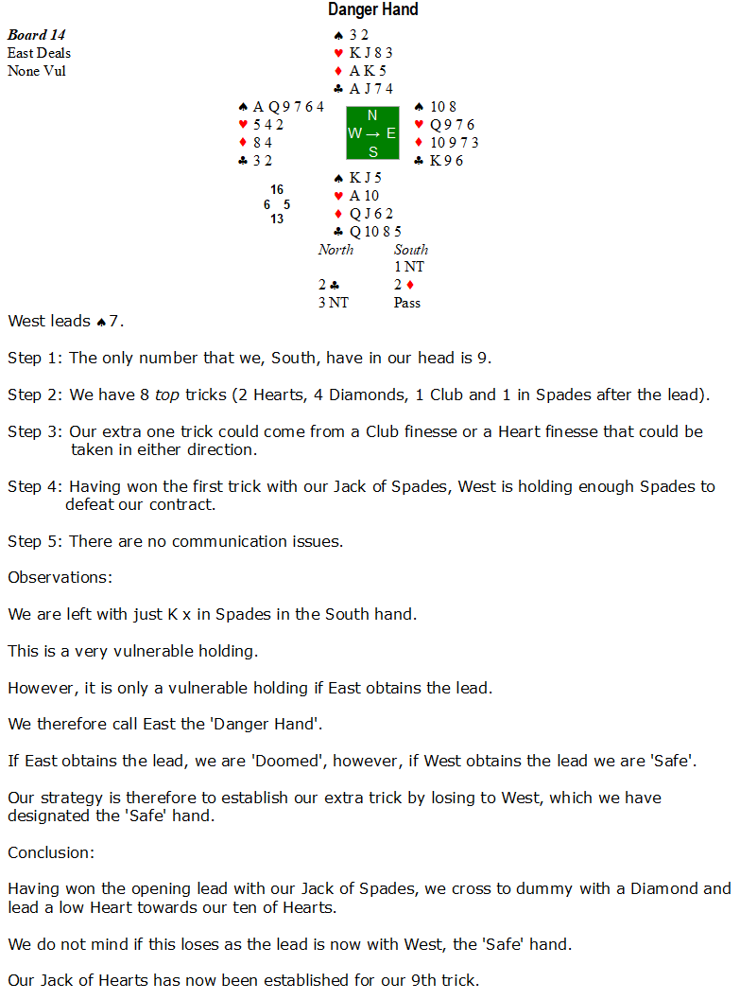 Danger Hand
Board 14
East Deals
None Vul
♠ 3 2
♥ K J 8 3
♦ A K 5
♣ A J 7 4
♠ A Q 9 7 6 4
♥ 5 4 2
♦ 8 4
♣ 3 2
N
W → E
S
♠ 10 8
♥ Q 9 7 6
♦ 10 9 7 3
♣ K 9 6
♠ K J 5
♥ A 10
♦ Q J 6 2
♣ Q 10 8 5
16
6 5
13
North South
1 NT
2 ♣ 2 ♦
3 NT Pass
West leads ♠ 7.
Step 1: The only number that we, South, have in our head is 9.
Step 2: We have 8 top tricks (2 Hearts, 4 Diamonds, 1 Club and 1 in Spades after the lead).
Step 3: Our extra one trick could come from a Club finesse or a Heart finesse that could be
taken in either direction.
Step 4: Having won the first trick with our Jack of Spades, West is holding enough Spades to
defeat our contract.
Step 5: There are no communication issues.
Observations:
We are left with just K x in Spades in the South hand.
This is a very vulnerable holding.
However, it is only a vulnerable holding if East obtains the lead.
We therefore call East the 'Danger Hand'.
If East obtains the lead, we are 'Doomed', however, if West obtains the lead we are 'Safe'.
Our strategy is therefore to establish our extra trick by losing to West, which we have
designated the 'Safe' hand.
Conclusion:
Having won the opening lead with our Jack of Spades, we cross to dummy with a Diamond and
lead a low Heart towards our ten of Hearts.
We do not mind if this loses as the lead is now with West, the 'Safe' hand.
Our Jack of Hearts has now been established for our 9th trick.